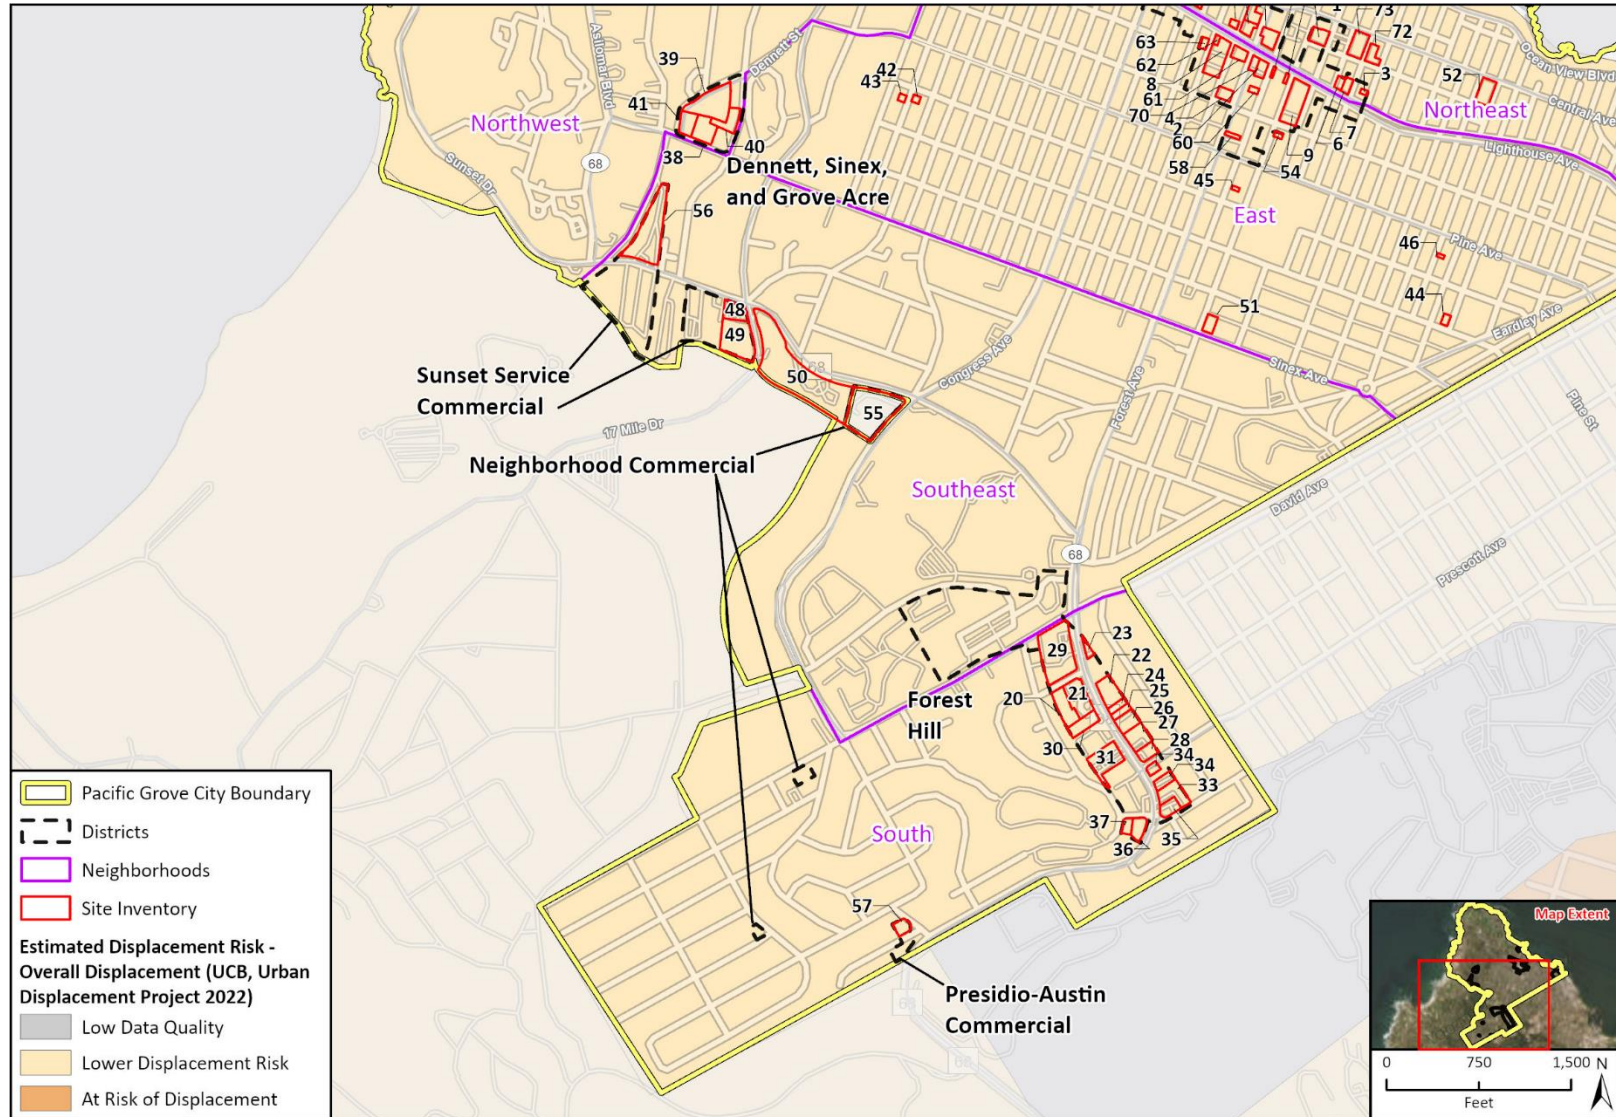 1
73
63
72
62
Ocean View Blvd
39
Dennett St
Asilomar Blvd
42
43
8
3
52
61
Central Ave
41
70
4
Northeast
Northwest
2
7
60
6
Lighthouse Ave
40
58
9
38
54
68
Dennett, Sinex,
and Grove Acre
45
Sunset Dr
56
East
Pine Ave
46
44
51
Eardley Ave
48
49
Congress Ave
Sinex Ave
Forest Ave
68
50
Sunset Service
Commercial
55
Pine St
17 Mile Dr
Neighborhood Commercial
Southeast
David Ave
68
Prescott Ave
23
29
22
24
21
25
20
Forest
Hill
26
27
30
28
31
34
34
33
37
35
36
South
57
Presidio-Austin
Commercial
68
68
Pacific Grove City Boundary
Districts
Neighborhoods
Site Inventory
Estimated Displacement Risk -
Overall Displacement (UCB, Urban
Displacement Project 2022)
Low Data Quality
Lower Displacement Risk
At Risk of Displacement
Map Extent
0 750 1,500 N
Feet